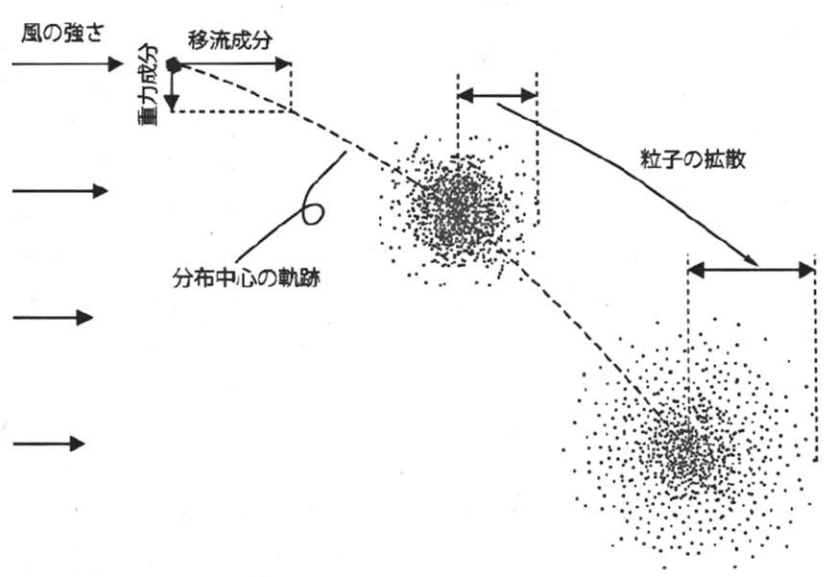 風の強さ
移流成分
重力成分
粒子の拡散
分布中心の軌跡